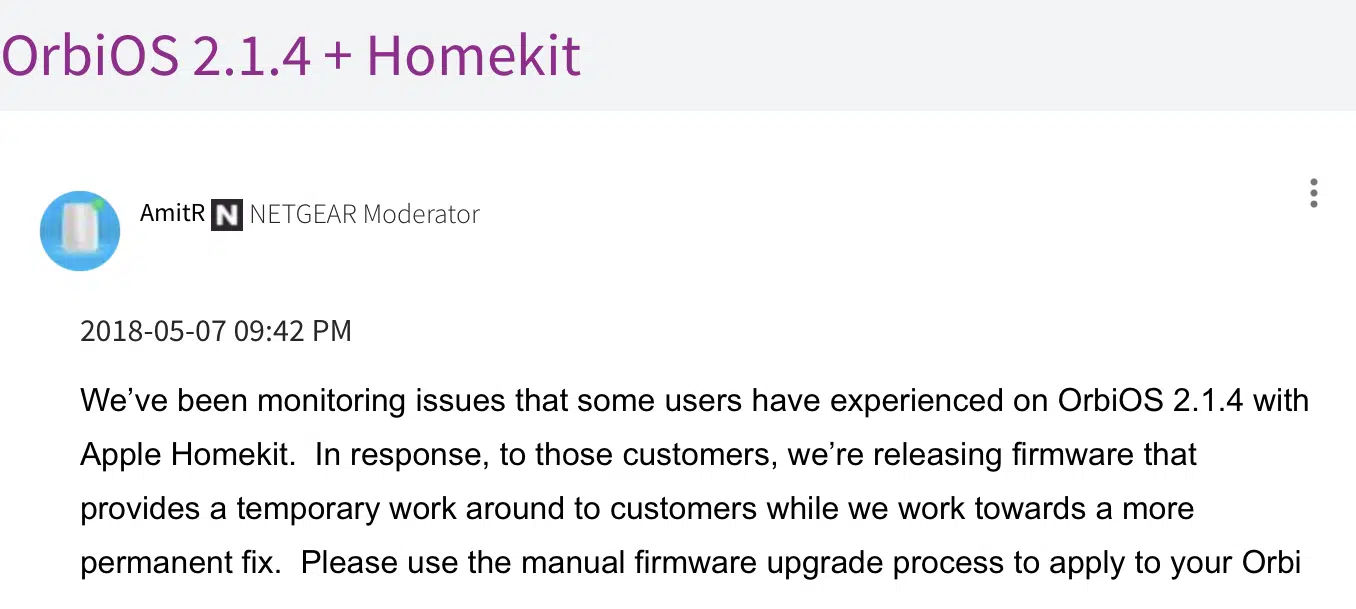 OrbiOS 2.1.4 + Homekit
AmitR N NETGEAR Moderator
2018-05-07 09:42 PM
We’ve been monitoring issues that some users have experienced on OrbiOS 2.1.4 with
Apple Homekit.  In response, to those customers, we’re releasing firmware that
provides a temporary work around to customers while we work towards a more
permanent fix.  Please use the manual firmware upgrade process to apply to your Orbi